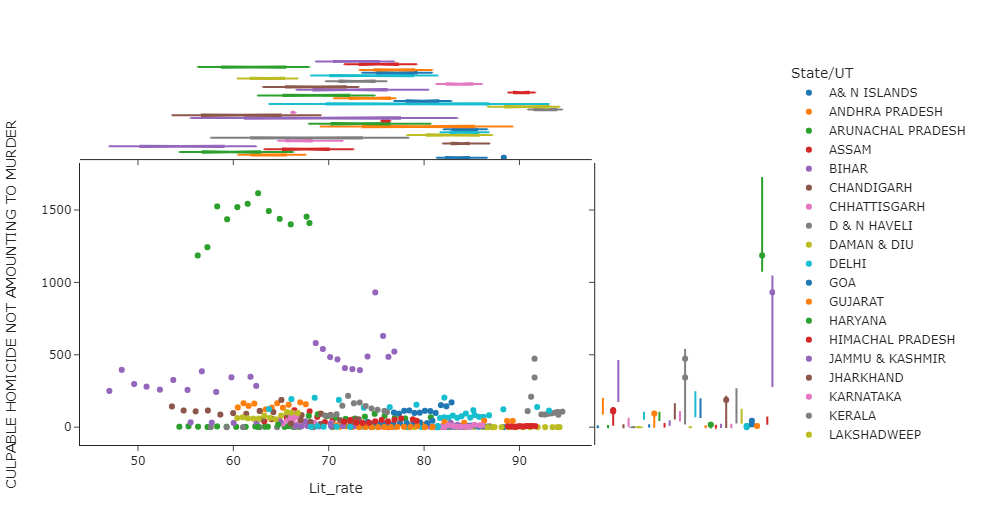 State/UT
A& N ISLANDS
ANDHRA PRADESH
ARUNACHAL PRADESH
ASSAM
BIHAR
CHANDIGARH
CHHATTISGARH
D & N HAVELI
DAMAN & DIU
DELHI
GOA
GUJARAT
HARYANA
HIMACHAL PRADESH
JAMMU & KASHMIR
JHARKHAND
KARNATAKA
KERALA
LAKSHADWEEP
CULPABLE HOMICIDE NOT AMOUNTING TO MURDER
1500
1000
500
0
50
60
70
80
90
Lit_rate